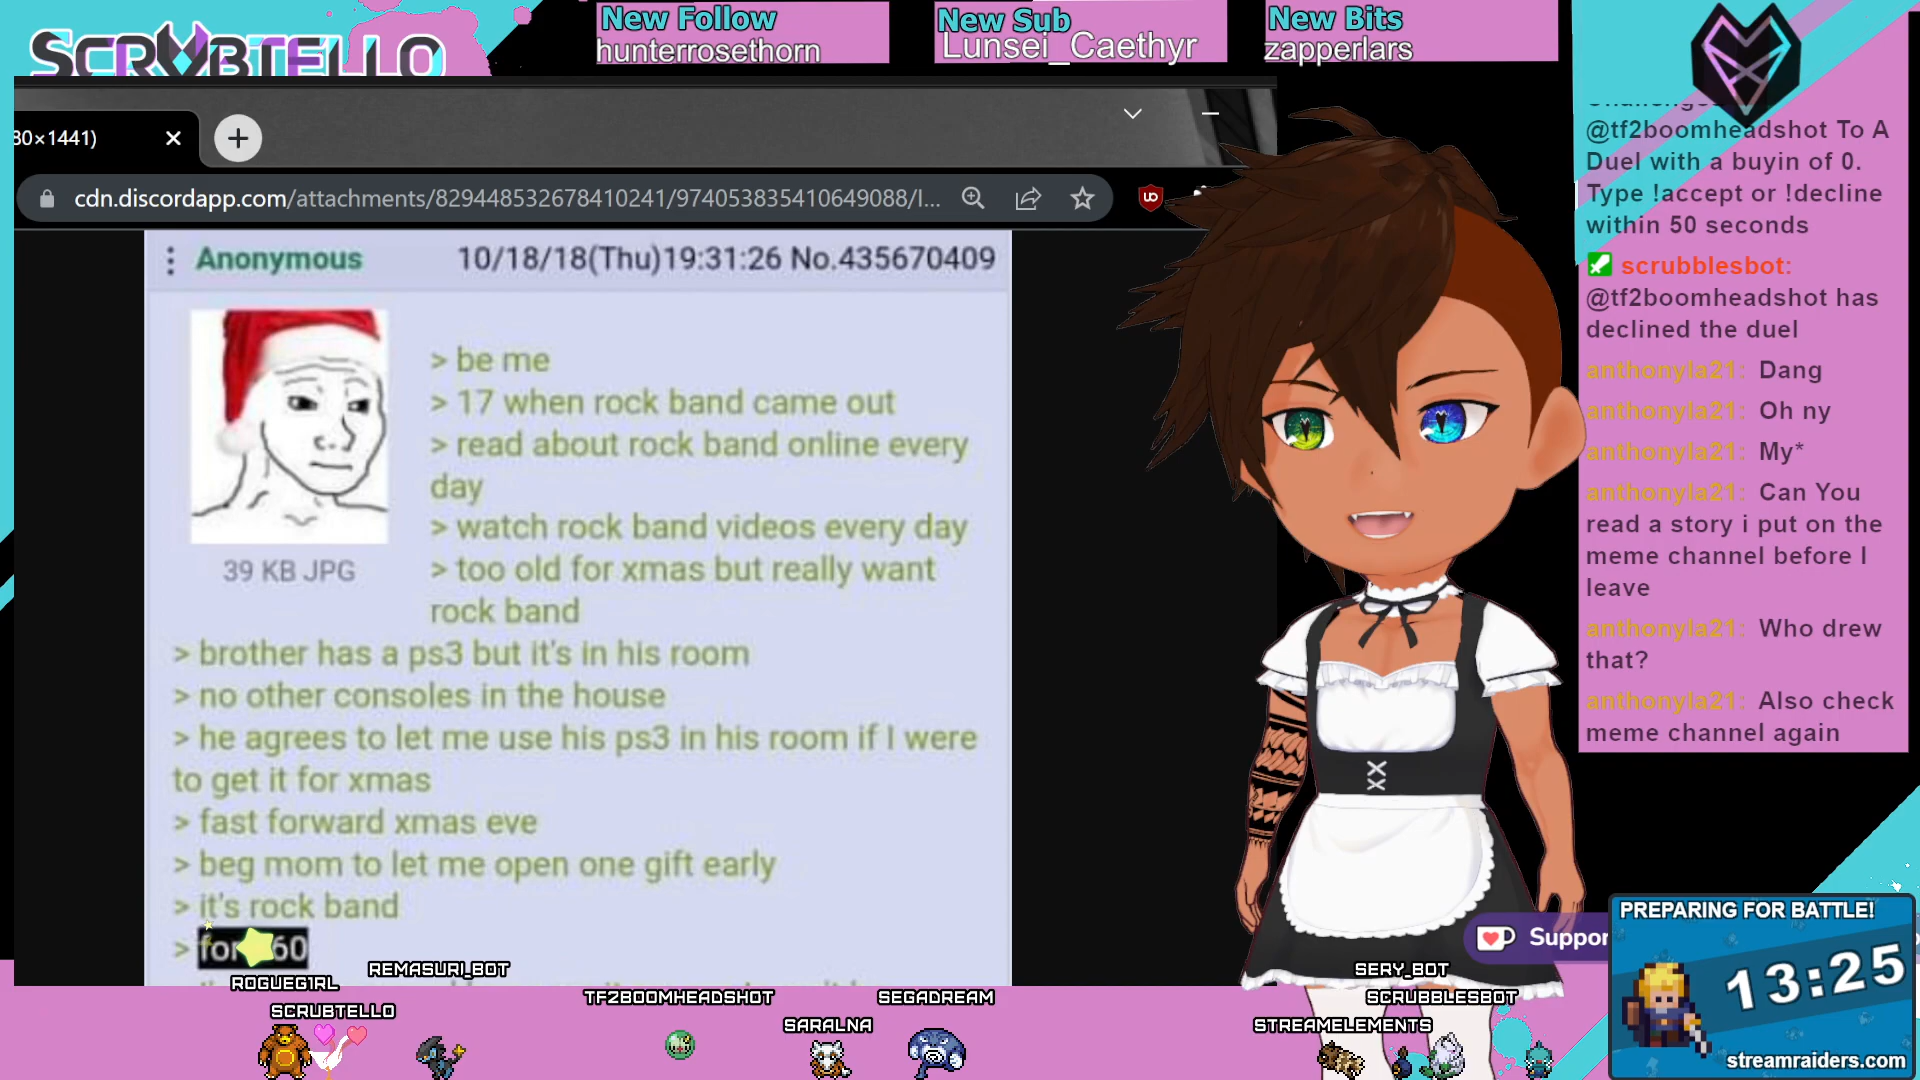 SCRUBTELLO
New Follow
hunterrosethorn
New Sub
Lunsei_Caethyr
New Bits
zapperlars
80×1441)
cdn.discordapp.com/attachments/829448532678410241/974053835410649088/I...
Anonymous 10/18/18(Thu)19:31:26 No.435670409
> be me
> 17 when rock band came out
> read about rock band online every
day
> watch rock band videos every day
> too old for xmas but really want
rock band
39 KB JPG
> brother has a ps3 but it's in his room
> no other consoles in the house
> he agrees to let me use his ps3 in his room if I were
to get it for xmas
> fast forward xmas eve
> beg mom to let me open one gift early
> it's rock band
> for 60
@tf2boomheadshot To A
Duel with a buyin of 0.
Type !accept or !decline
within 50 seconds
scrubblesbot:
@tf2boomheadshot has
declined the duel
anthonyla21: Dang
anthonyla21: Oh ny
anthonyla21: My*
anthonyla21: Can You
read a story i put on the
meme channel before I
leave
anthonyla21: Who drew
that?
anthonyla21: Also check
meme channel again
Suppor
PREPARING FOR BATTLE!
13:25
streamraiders.com
ROGUEG1RL
REMASURI_BOT
SCRUBTELLO
TF2BOOMHEADSHOT
SARALNA
SEGADREAM
SERY_BOT
SCRUBBLESBOT
STREAMELEMENTS